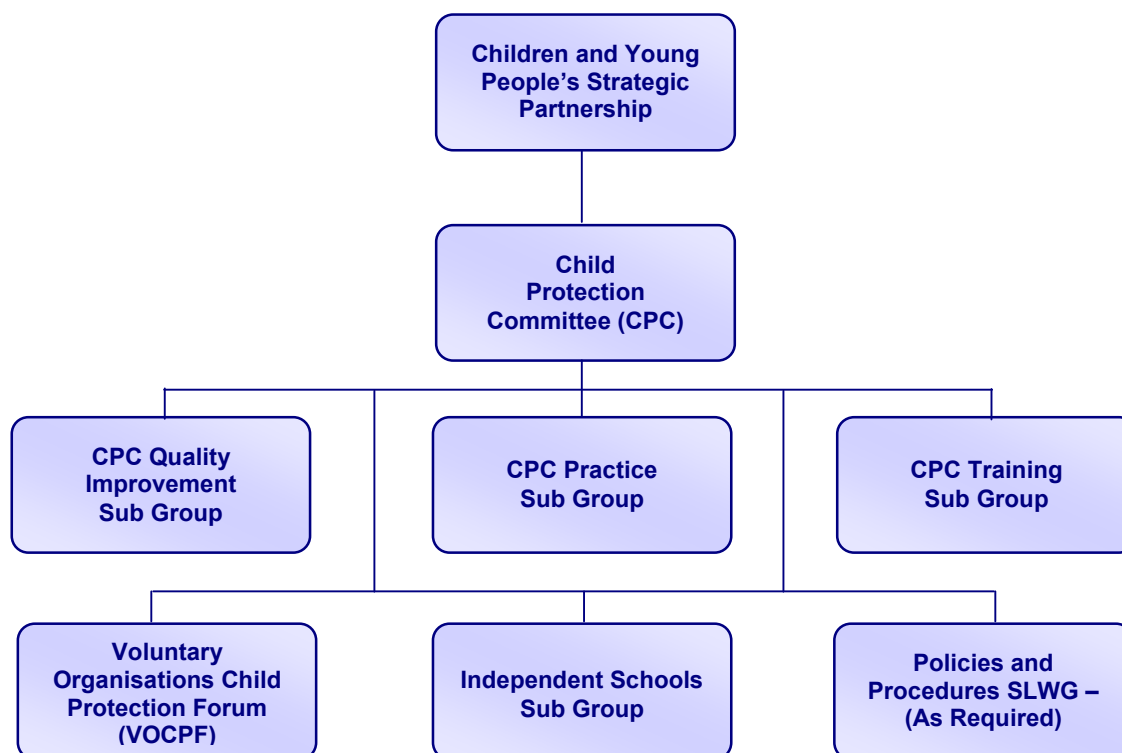 Children and Young
People’s Strategic
Partnership
Child
Protection
Committee (CPC)
CPC Quality
Improvement
Sub Group
CPC Practice
Sub Group
CPC Training
Sub Group
Voluntary
Organisations Child
Protection Forum
(VOCPF)
Independent Schools
Sub Group
Policies and
Procedures SLWG –
(As Required)